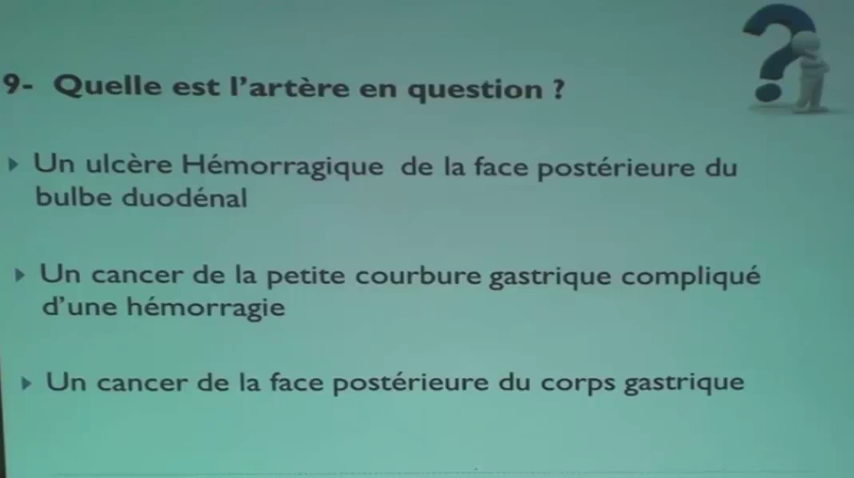 9- Quelle est l'artère en question ?
Un ulcère Hémorragique de la face postérieure du
bulbe duodénal
Un cancer de la petite courbure gastrique compliqué
d'une hémorragie
Un cancer de la face postérieure du corps gastrique